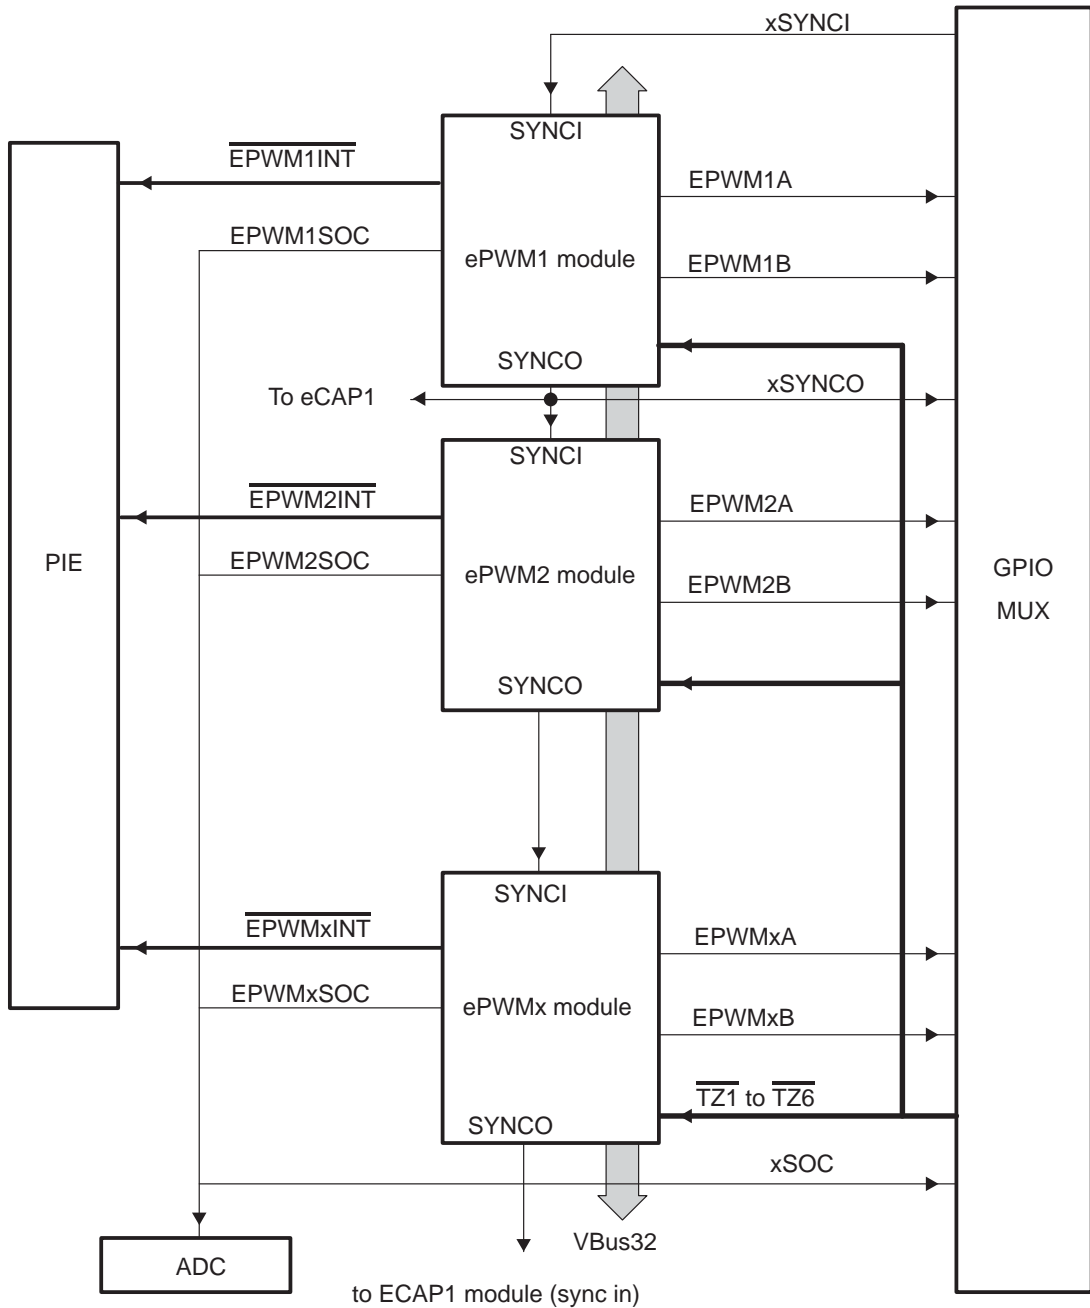 xSYNCI
SYNCI
EPWM1INT
EPWM1A
EPWM1SOC
ePWM1 module
EPWM1B
SYNCO
To eCAP1
xSYNCO
SYNCI
EPWM2INT
EPWM2A
PIE
EPWM2SOC
ePWM2 module
EPWM2B
GPIO
MUX
SYNCO
SYNCI
EPWMxINT
EPWMxA
EPWMxSOC
ePWMx module
EPWMxB
TZ1 to TZ6
SYNCO
xSOC
VBus32
ADC
to ECAP1 module (sync in)